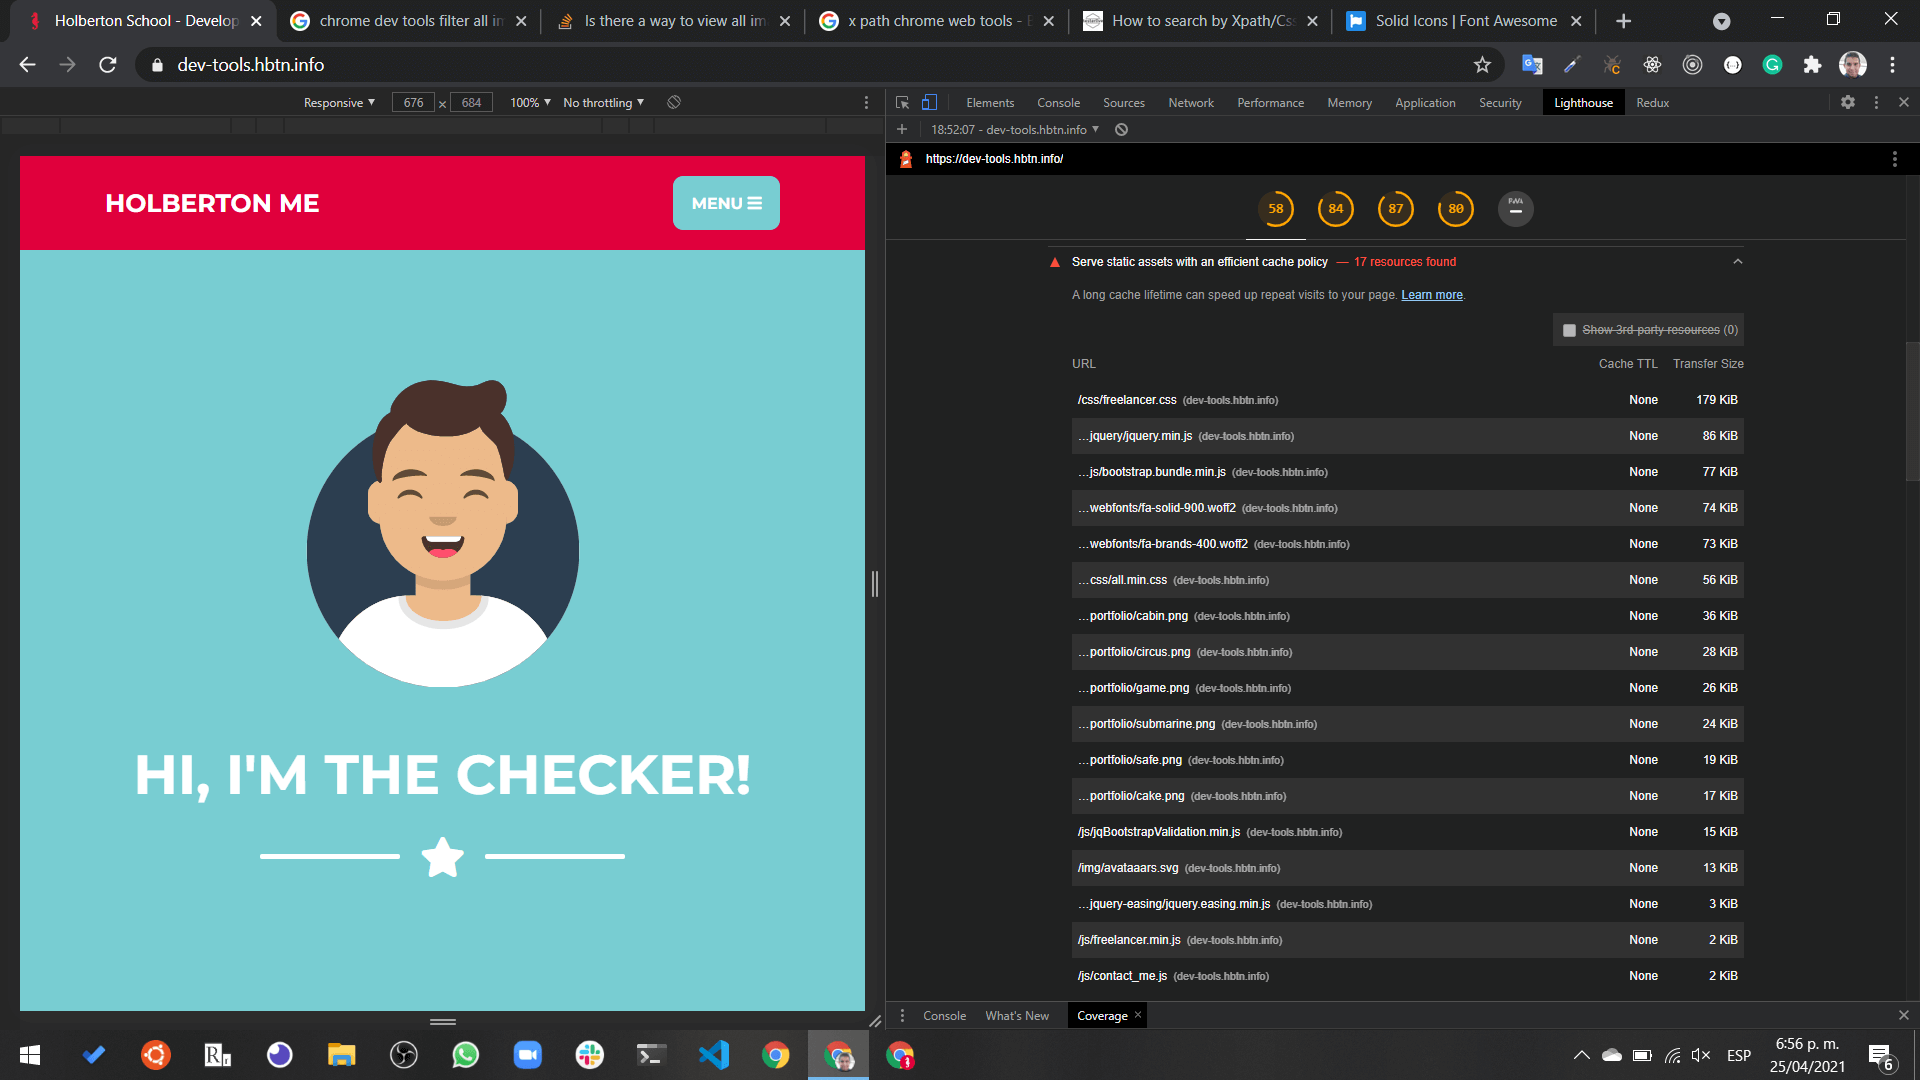 Holberton School - Develop
chrome dev tools filter all im
Is there a way to view all im
x path chrome web tools - B
How to search by Xpath/Css
Solid Icons | Font Awesome
dev-tools.hbtn.info
Responsive
676 × 684
100%
No throttling
Elements
Console
Sources
Network
Performance
Memory
Application
Security
Lighthouse
Redux
18:52:07 - dev-tools.hbtn.info
https://dev-tools.hbtn.info/
HOLBERTON ME
MENU
58
84
87
80
PWA
Serve static assets with an efficient cache policy — 17 resources found
A long cache lifetime can speed up repeat visits to your page. Learn more.
Show 3rd-party resources (0)
URL Cache TTL Transfer Size
/css/freelancer.css (dev-tools.hbtn.info) None 179 KiB
…jquery/jquery.min.js (dev-tools.hbtn.info) None 86 KiB
…js/bootstrap.bundle.min.js (dev-tools.hbtn.info) None 77 KiB
…webfonts/fa-solid-900.woff2 (dev-tools.hbtn.info) None 74 KiB
…webfonts/fa-brands-400.woff2 (dev-tools.hbtn.info) None 73 KiB
…css/all.min.css (dev-tools.hbtn.info) None 56 KiB
…portfolio/cabin.png (dev-tools.hbtn.info) None 36 KiB
…portfolio/circus.png (dev-tools.hbtn.info) None 28 KiB
…portfolio/game.png (dev-tools.hbtn.info) None 26 KiB
…portfolio/submarine.png (dev-tools.hbtn.info) None 24 KiB
…portfolio/safe.png (dev-tools.hbtn.info) None 19 KiB
…portfolio/cake.png (dev-tools.hbtn.info) None 17 KiB
/js/jqBootstrapValidation.min.js (dev-tools.hbtn.info) None 15 KiB
/img/avataaars.svg (dev-tools.hbtn.info) None 13 KiB
…jquery-easing/jquery.easing.min.js (dev-tools.hbtn.info) None 3 KiB
/js/freelancer.min.js (dev-tools.hbtn.info) None 2 KiB
/js/contact_me.js (dev-tools.hbtn.info) None 2 KiB
HI, I'M THE CHECKER!
Console
What's New
Coverage
ESP
6:56 p. m.
25/04/2021
6